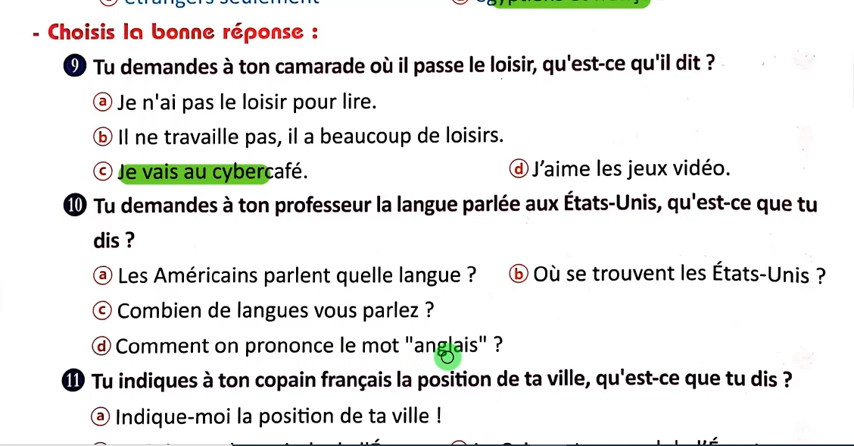 étrangers seulement
- Choisis la bonne réponse :
9 Tu demandes à ton camarade où il passe le loisir, qu'est-ce qu'il dit ?
a Je n'ai pas le loisir pour lire.
b Il ne travaille pas, il a beaucoup de loisirs.
c Je vais au cybercafé. d J'aime les jeux vidéo.
10 Tu demandes à ton professeur la langue parlée aux États-Unis, qu'est-ce que tu
dis ?
a Les Américains parlent quelle langue ? b Où se trouvent les États-Unis ?
c Combien de langues vous parlez ?
d Comment on prononce le mot "anglais" ?
11 Tu indiques à ton copain français la position de ta ville, qu'est-ce que tu dis ?
a Indique-moi la position de ta ville !